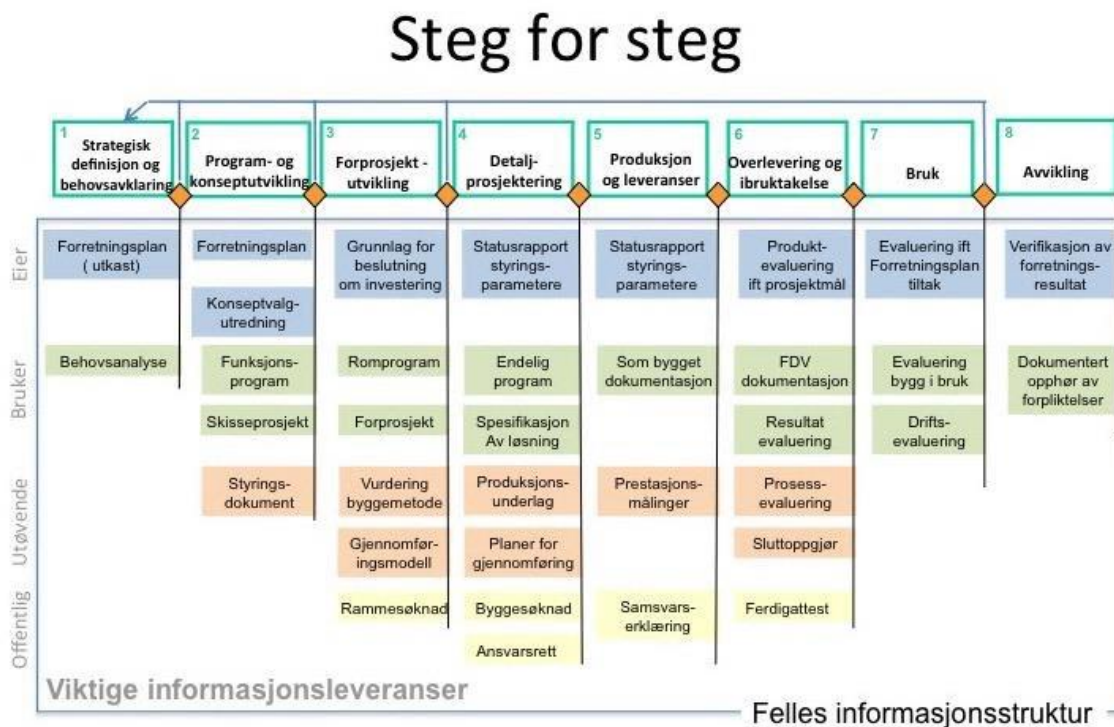 Steg for steg
1
Strategisk
definisjon og
behovsavklaring
2
Program- og
konseptutvikling
3
Forprosjekt -
utvikling
4
Detalj-
prosjektering
5
Produksjon
og leveranser
6
Overlevering og
ibruktakelse
7
Bruk
8
Avvikling
Eier
Forretningsplan
( utkast)
Forretningsplan
Konseptvalg-
utredning
Grunnlag for
beslutning
om investering
Statusrapport
styrings-
parametere
Statusrapport
styrings-
parametere
Produkt-
evaluering
ift prosjektmål
Evaluering ift
Forretningsplan
tiltak
Verifikasjon av
forretnings-
resultat
Bruker
Behovsanalyse
Funksjons-
program
Skisseprosjekt
Romprogram
Forprosjekt
Endelig
program
Spesifikasjon
Av løsning
Som bygget
dokumentasjon
FDV
dokumentasjon
Resultat
evaluering
Evaluering
bygg i bruk
Drifts-
evaluering
Dokumentert
opphør av
forpliktelser
Utøvende
Styrings-
dokument
Vurdering
byggemetode
Gjennomfør-
ingsmodell
Produksjons-
underlag
Planer for
gjennomføring
Prestasjons-
målinger
Prosess-
evaluering
Sluttoppgjør
Offentlig
Rammesøknad
Byggesøknad
Ansvarsrett
Samsvars-
erklæring
Ferdigattest
Viktige informasjonsleveranser
Felles informasjonsstruktur